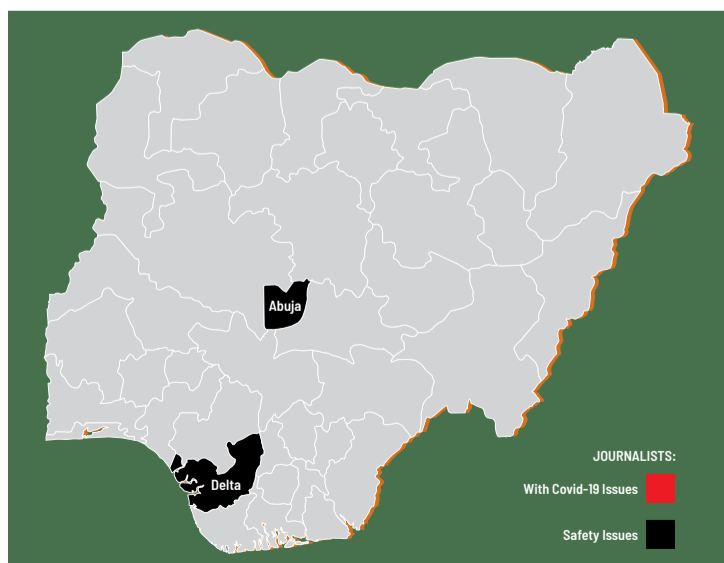 Abuja
Delta
JOURNALISTS:
With Covid-19 Issues
Safety Issues